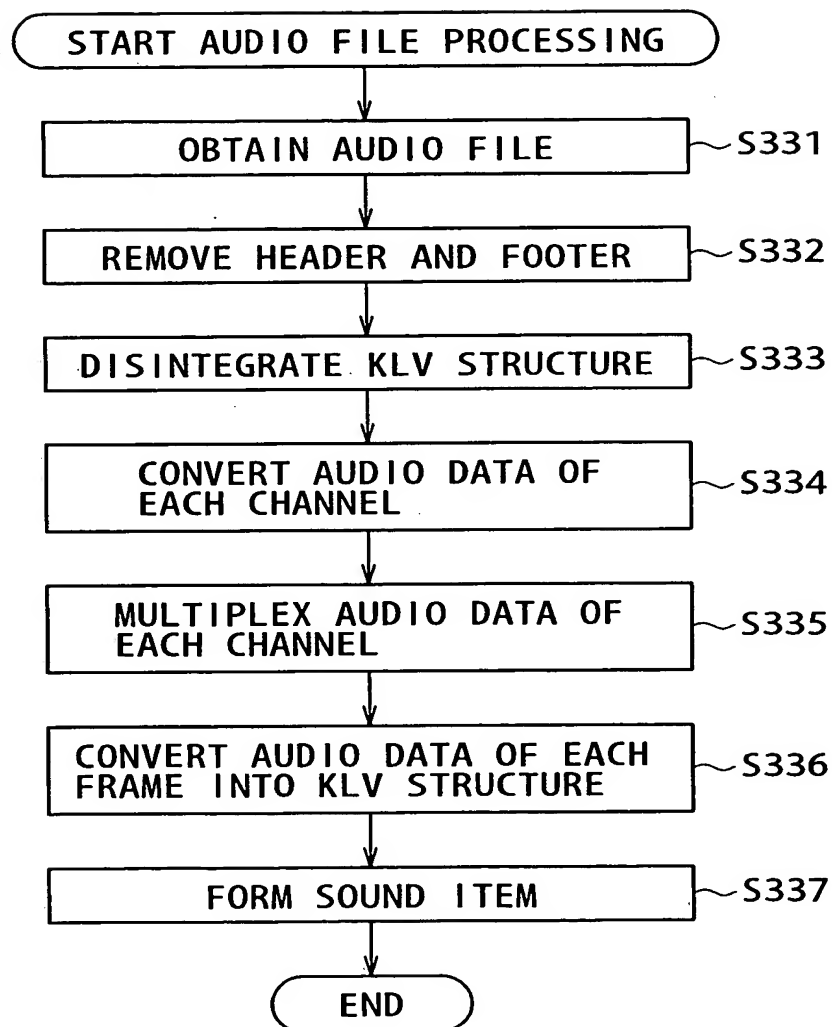 START AUDIO FILE PROCESSING
OBTAIN AUDIO FILE
S331
REMOVE HEADER AND FOOTER
S332
DISINTEGRATE KLV STRUCTURE
S333
CONVERT AUDIO DATA OF
EACH CHANNEL
S334
MULTIPLEX AUDIO DATA OF
EACH CHANNEL
S335
CONVERT AUDIO DATA OF EACH
FRAME INTO KLV STRUCTURE
S336
FORM SOUND ITEM
S337
END